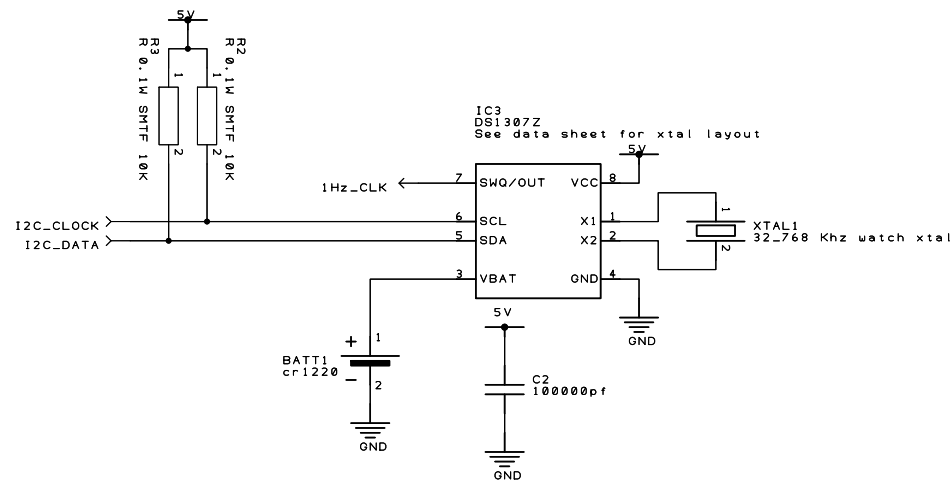 5V
R3
R 0.1W SMTF 10K
1
2
R2
R 0.1W SMTF 10K
1
2
IC3
DS1307Z
See data sheet for xtal layout
5V
1Hz_CLK
7 SWQ/OUT VCC 8
I2C_CLOCK
6 SCL X1 1
I2C_DATA
5 SDA X2 2
3 VBAT GND 4
1
XTAL1
32_768 Khz watch xtal
2
GND
5V
+ 1
BATT1
cr1220
– 2
GND
C2
100000pf
GND